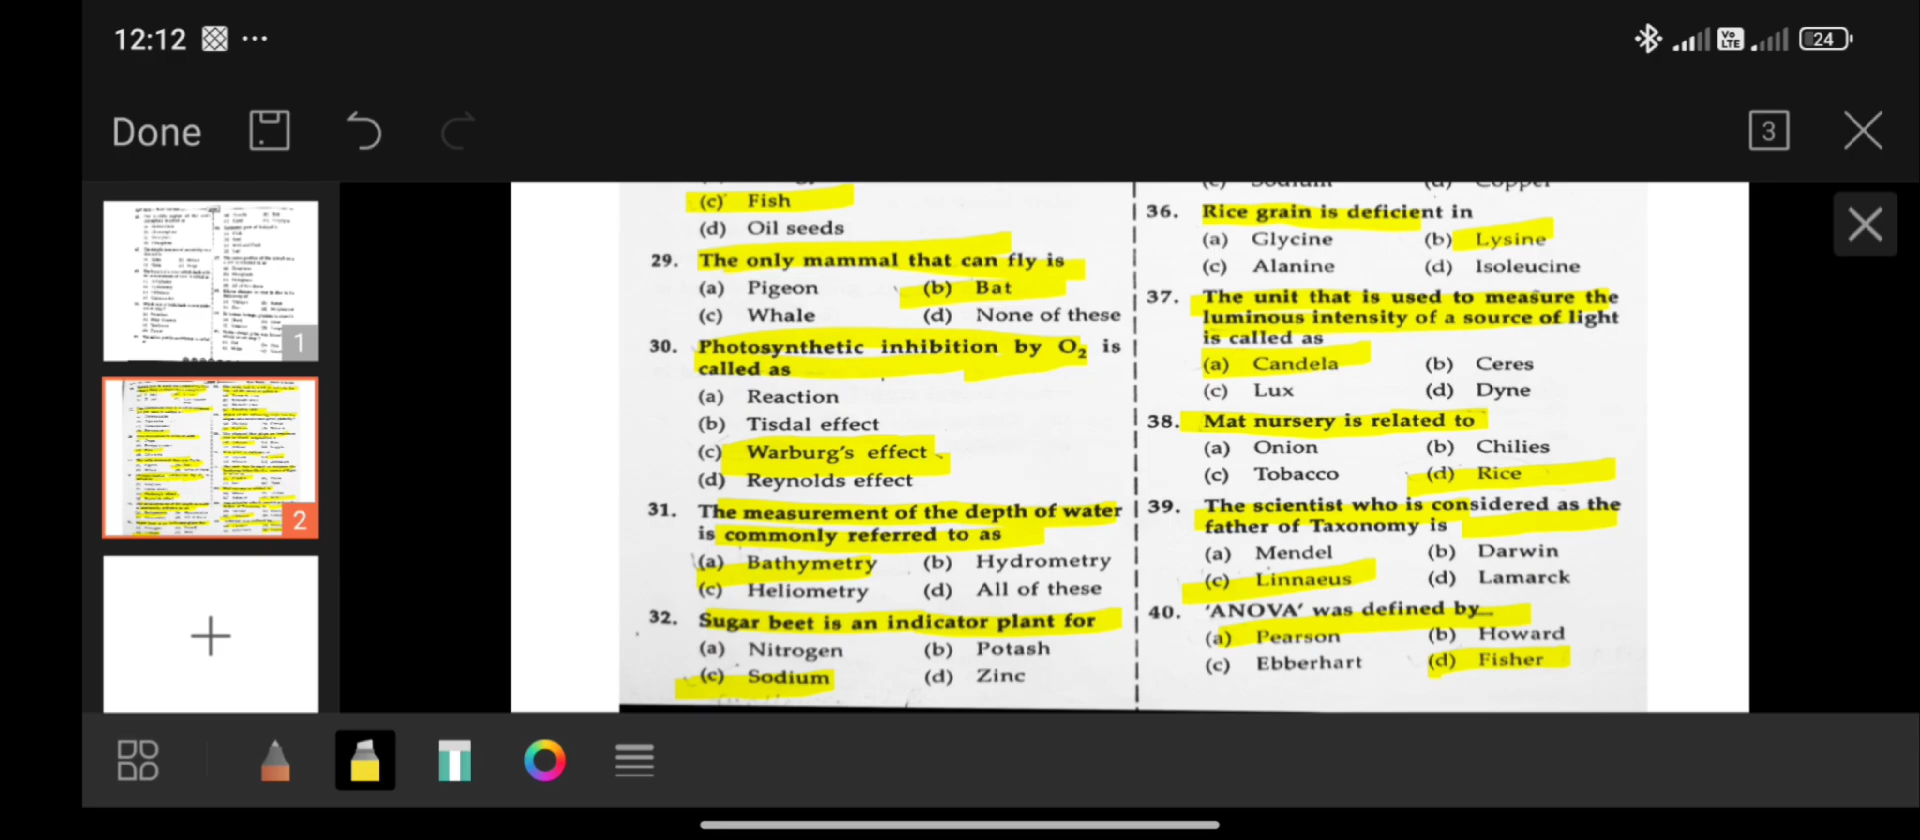 12:12
Vo
LTE
24
Done
3
1
2
(c) Fish
(d) Oil seeds
29. The only mammal that can fly is
(a) Pigeon (b) Bat
(c) Whale (d) None of these
30. Photosynthetic inhibition by O2 is
called as
(a) Reaction
(b) Tisdal effect
(c) Warburg's effect
(d) Reynolds effect
31. The measurement of the depth of water
is commonly referred to as
(a) Bathymetry (b) Hydrometry
(c) Heliometry (d) All of these
32. Sugar beet is an indicator plant for
(a) Nitrogen (b) Potash
(c) Sodium (d) Zinc
(c) Sodium (d) Copper
36. Rice grain is deficient in
(a) Glycine (b) Lysine
(c) Alanine (d) Isoleucine
37. The unit that is used to measure the
luminous intensity of a source of light
is called as
(a) Candela (b) Ceres
(c) Lux (d) Dyne
38. Mat nursery is related to
(a) Onion (b) Chilies
(c) Tobacco (d) Rice
39. The scientist who is considered as the
father of Taxonomy is
(a) Mendel (b) Darwin
(c) Linnaeus (d) Lamarck
40. 'ANOVA' was defined by
(a) Pearson (b) Howard
(c) Ebberhart (d) Fisher